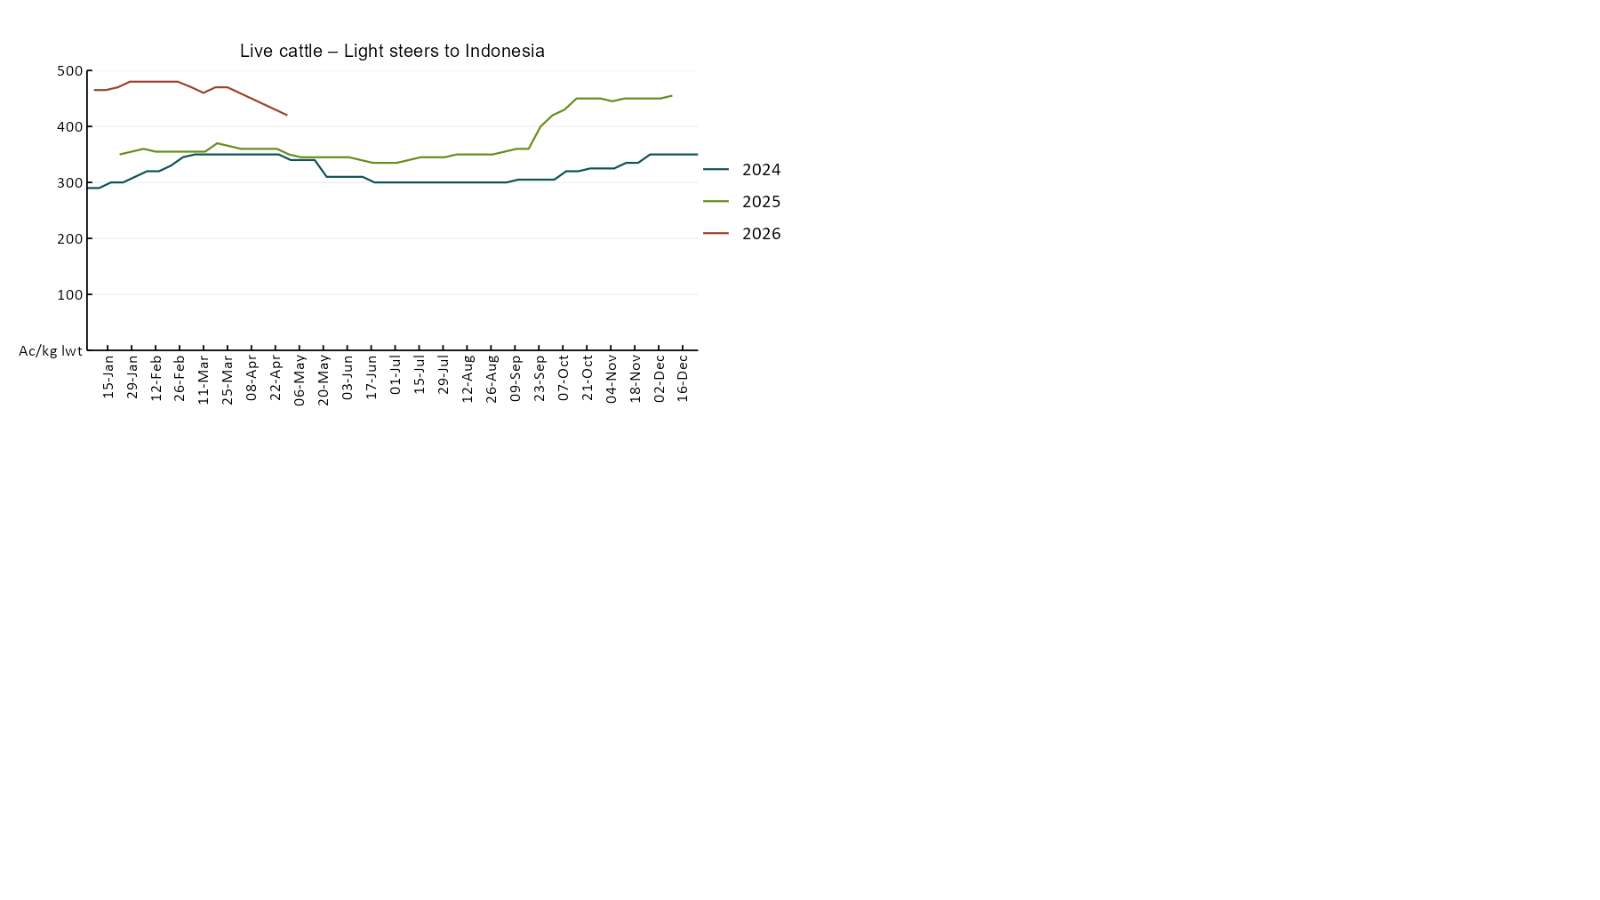 Live cattle – Light steers to Indonesia
500
400
300
200
100
Ac/kg lwt
15-Jan
29-Jan
12-Feb
26-Feb
11-Mar
25-Mar
08-Apr
22-Apr
06-May
20-May
03-Jun
17-Jun
01-Jul
15-Jul
29-Jul
12-Aug
26-Aug
09-Sep
23-Sep
07-Oct
21-Oct
04-Nov
18-Nov
02-Dec
16-Dec
2024
2025
2026